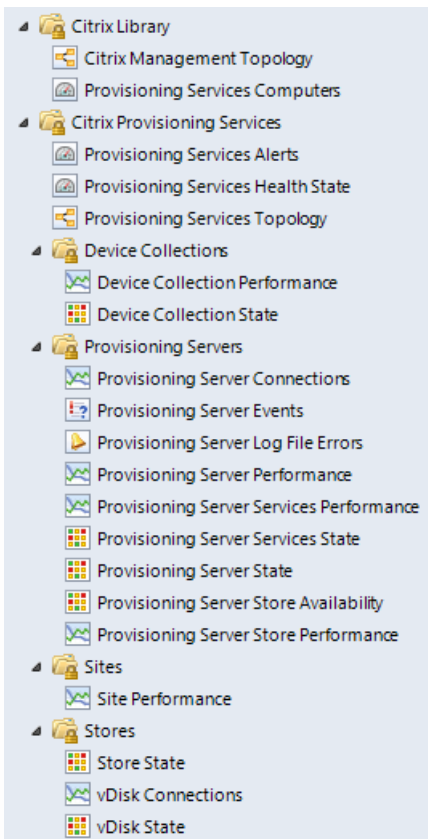 Citrix Library
Citrix Management Topology
Provisioning Services Computers
Citrix Provisioning Services
Provisioning Services Alerts
Provisioning Services Health State
Provisioning Services Topology
Device Collections
Device Collection Performance
Device Collection State
Provisioning Servers
Provisioning Server Connections
Provisioning Server Events
Provisioning Server Log File Errors
Provisioning Server Performance
Provisioning Server Services Performance
Provisioning Server Services State
Provisioning Server State
Provisioning Server Store Availability
Provisioning Server Store Performance
Sites
Site Performance
Stores
Store State
vDisk Connections
vDisk State